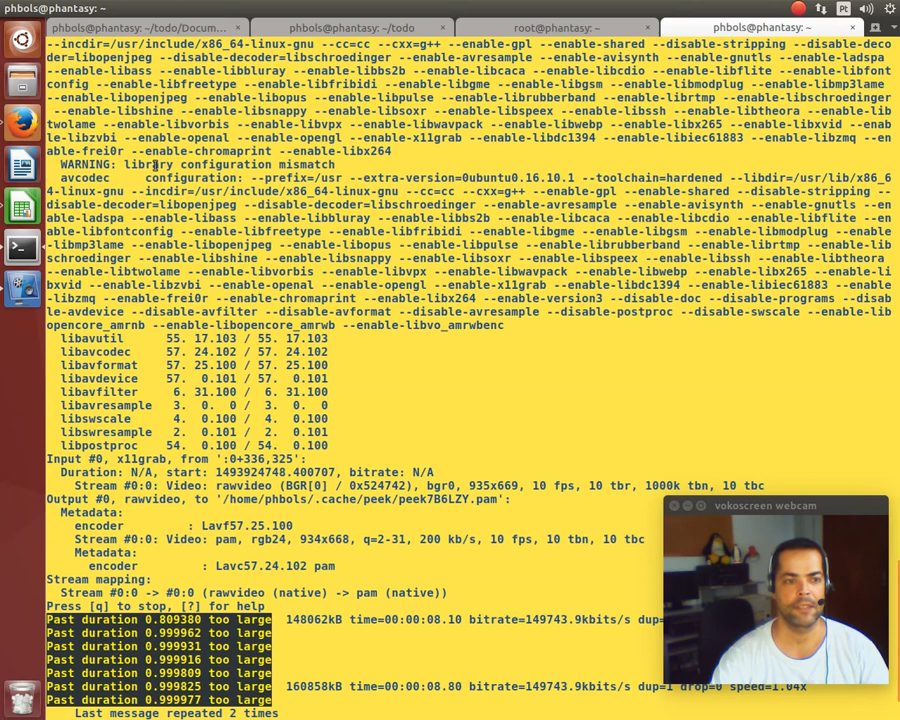 phbols@phantasy: ~
Pt
phbols@phantasy: ~/todo/Docum... ×
phbols@phantasy: ~/todo ×
root@phantasy: ~ ×
phbols@phantasy: ~ ×
--incdir=/usr/include/x86_64-linux-gnu --cc=cc --cxx=g++ --enable-gpl --enable-shared --disable-stripping --disable-deco
der=libopenjpeg --disable-decoder=libschroedinger --enable-avresample --enable-avisynth --enable-gnutls --enable-ladspa
--enable-libass --enable-libbluray --enable-libbs2b --enable-libcaca --enable-libcdio --enable-libflite --enable-libfont
config --enable-libfreetype --enable-libfribidi --enable-libgme --enable-libgsm --enable-libmodplug --enable-libmp3lame
--enable-libopenjpeg --enable-libopus --enable-libpulse --enable-librubberband --enable-librtmp --enable-libschroedinger
--enable-libshine --enable-libsnappy --enable-libsoxr --enable-libspeex --enable-libssh --enable-libtheora --enable-lib
twolame --enable-libvorbis --enable-libvpx --enable-libwavpack --enable-libwebp --enable-libx265 --enable-libxvid --enab
le-libzvbi --enable-openal --enable-opengl --enable-x11grab --enable-libdc1394 --enable-libiec61883 --enable-libzmq --en
able-frei0r --enable-chromaprint --enable-libx264
WARNING: library configuration mismatch
avcodec configuration: --prefix=/usr --extra-version=0ubuntu0.16.10.1 --toolchain=hardened --libdir=/usr/lib/x86_6
4-linux-gnu --incdir=/usr/include/x86_64-linux-gnu --cc=cc --cxx=g++ --enable-gpl --enable-shared --disable-stripping --
disable-decoder=libopenjpeg --disable-decoder=libschroedinger --enable-avresample --enable-avisynth --enable-gnutls --en
able-ladspa --enable-libass --enable-libbluray --enable-libbs2b --enable-libcaca --enable-libcdio --enable-libflite --en
able-libfontconfig --enable-libfreetype --enable-libfribidi --enable-libgme --enable-libgsm --enable-libmodplug --enable
-libmp3lame --enable-libopenjpeg --enable-libopus --enable-libpulse --enable-librubberband --enable-librtmp --enable-lib
schroedinger --enable-libshine --enable-libsnappy --enable-libsoxr --enable-libspeex --enable-libssh --enable-libtheora
--enable-libtwolame --enable-libvorbis --enable-libvpx --enable-libwavpack --enable-libwebp --enable-libx265 --enable-li
bxvid --enable-libzvbi --enable-openal --enable-opengl --enable-x11grab --enable-libdc1394 --enable-libiec61883 --enable
-libzmq --enable-frei0r --enable-chromaprint --enable-libx264 --enable-version3 --disable-doc --disable-programs --disab
le-avdevice --disable-avfilter --disable-avformat --disable-avresample --disable-postproc --disable-swscale --enable-lib
opencore_amrnb --enable-libopencore_amrwb --enable-libvo_amrwbenc
libavutil 55. 17.103 / 55. 17.103
libavcodec 57. 24.102 / 57. 24.102
libavformat 57. 25.100 / 57. 25.100
libavdevice 57. 0.101 / 57. 0.101
libavfilter 6. 31.100 / 6. 31.100
libavresample 3. 0. 0 / 3. 0. 0
libswscale 4. 0.100 / 4. 0.100
libswresample 2. 0.101 / 2. 0.101
libpostproc 54. 0.100 / 54. 0.100
Input #0, x11grab, from ':0+336,325':
Duration: N/A, start: 1493924748.400707, bitrate: N/A
Stream #0:0: Video: rawvideo (BGR[0] / 0x524742), bgr0, 935x669, 10 fps, 10 tbr, 1000k tbn, 10 tbc
Output #0, rawvideo, to '/home/phbols/.cache/peek/peek7B6LZY.pam':
Metadata:
encoder : Lavf57.25.100
Stream #0:0: Video: pam, rgb24, 934x668, q=2-31, 200 kb/s, 10 fps, 10 tbn, 10 tbc
Metadata:
encoder : Lavc57.24.102 pam
Stream mapping:
Stream #0:0 -> #0:0 (rawvideo (native) -> pam (native))
Press [q] to stop, [?] for help
Past duration 0.809380 too large 148062kB time=00:00:08.10 bitrate=149743.9kbits/s dup=
Past duration 0.999962 too large
Past duration 0.999931 too large
Past duration 0.999916 too large
Past duration 0.999809 too large
Past duration 0.999825 too large 160858kB time=00:00:08.80 bitrate=149743.9kbits/s dup=1 drop=0 speed=1.04x
Past duration 0.999977 too large
Last message repeated 2 times
vokoscreen webcam